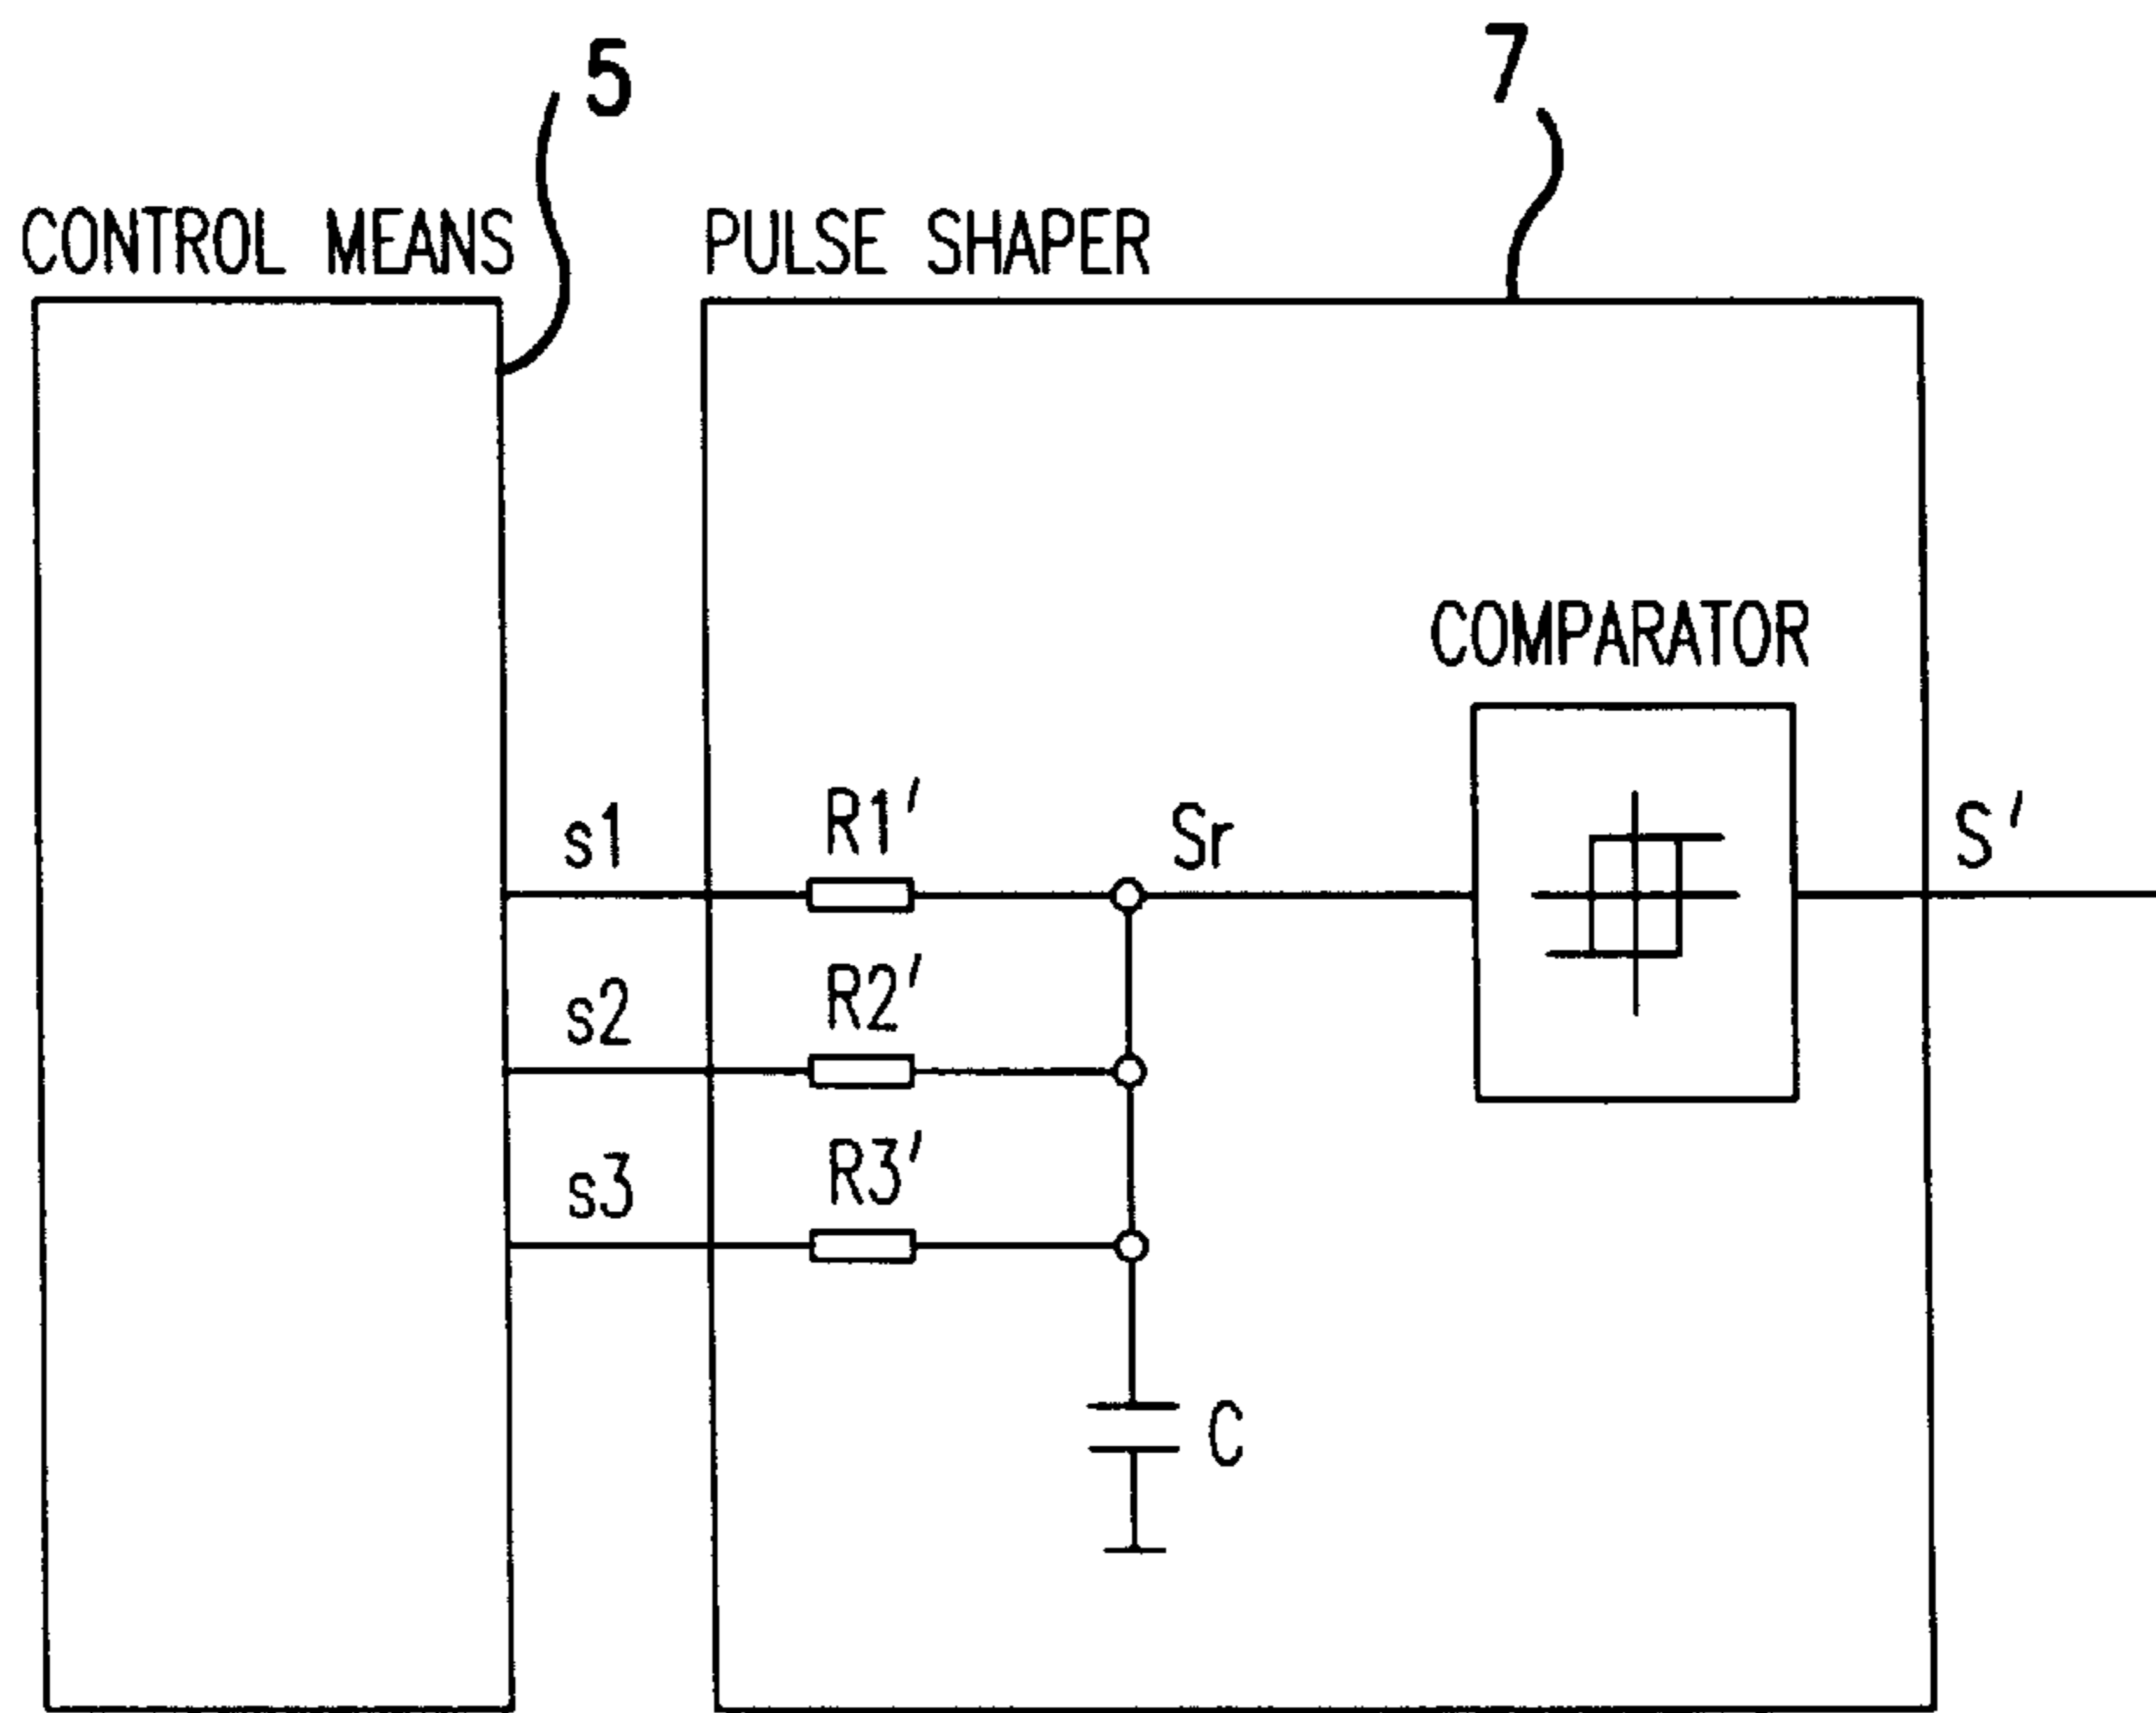 5
7
CONTROL MEANS
PULSE SHAPER
COMPARATOR
s1
R1'
Sr
S'
s2
R2'
s3
R3'
C